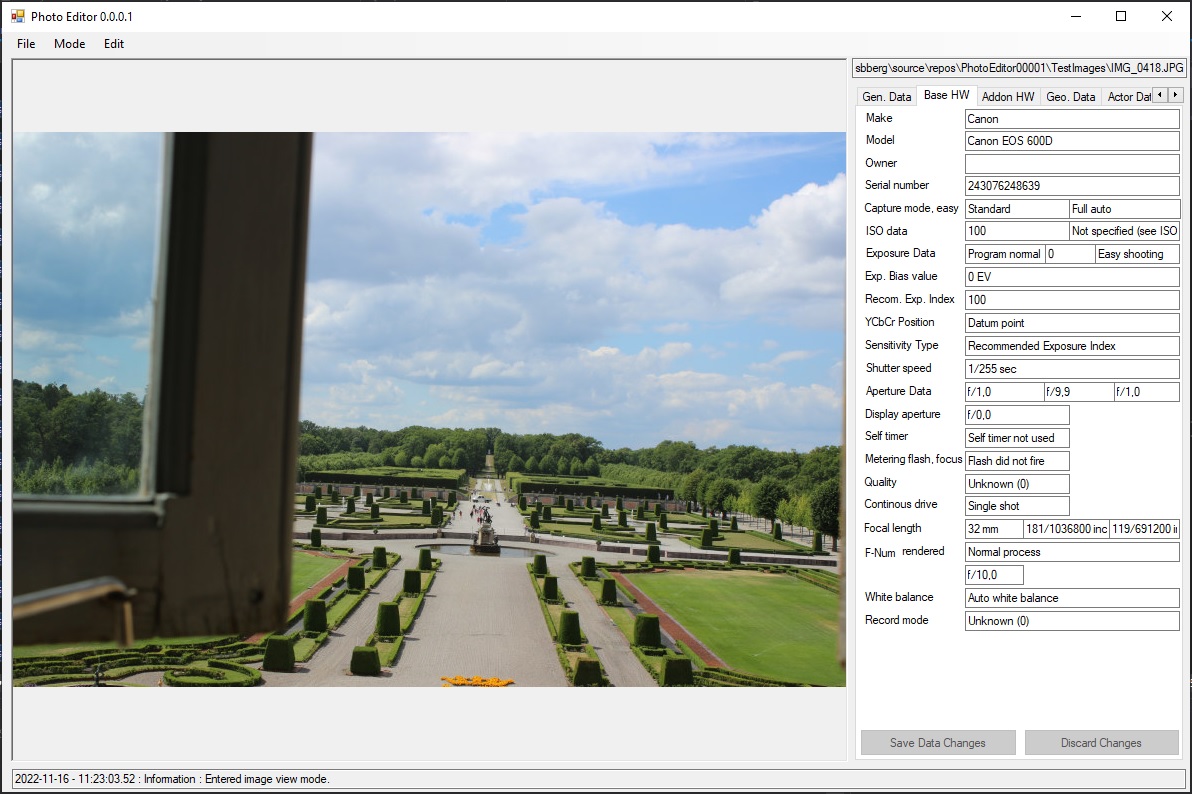 Photo Editor 0.0.0.1
File Mode Edit
sbberg\source\repos\PhotoEditor00001\TestImages\IMG_0418.JPG
Gen. Data Base HW Addon HW Geo. Data Actor Dat
Make Canon
Model Canon EOS 600D
Owner
Serial number 243076248639
Capture mode, easy Standard Full auto
ISO data 100 Not specified (see ISO
Exposure Data Program normal 0 Easy shooting
Exp. Bias value 0 EV
Recom. Exp. Index 100
YCbCr Position Datum point
Sensitivity Type Recommended Exposure Index
Shutter speed 1/255 sec
Aperture Data f/1,0 f/9,9 f/1,0
Display aperture f/0,0
Self timer Self timer not used
Metering flash, focus Flash did not fire
Quality Unknown (0)
Continous drive Single shot
Focal length 32 mm 181/1036800 inc 119/691200 i
F-Num rendered Normal process
f/10,0
White balance Auto white balance
Record mode Unknown (0)
Save Data Changes Discard Changes
2022-11-16 - 11:23:03.52 : Information : Entered image view mode.